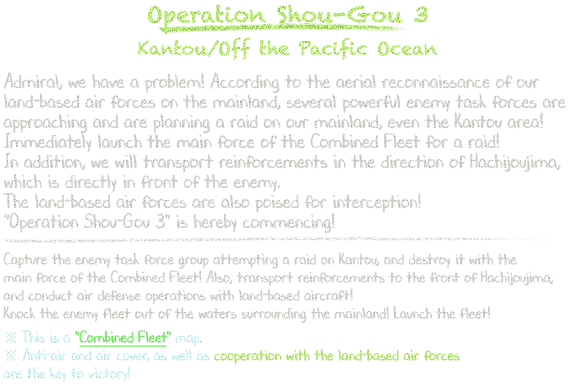 Operation Shou-Gou 3
Kantou/Off the Pacific Ocean
Admiral, we have a problem! According to the aerial reconnaissance of our
land-based air forces on the mainland, several powerful enemy task forces are
approaching and are planning a raid on our mainland, even the Kantou area!
Immediately launch the main force of the Combined Fleet for a raid!
In addition, we will transport reinforcements in the direction of Hachijoujima,
which is directly in front of the enemy.
The land-based air forces are also poised for interception!
"Operation Shou-Gou 3" is hereby commencing!
Capture the enemy task force group attempting a raid on Kantou, and destroy it with the
main force of the Combined Fleet! Also, transport reinforcements to the front of Hachijoujima,
and conduct air defense operations with land-based aircraft!
Knock the enemy fleet out of the waters surrounding the mainland! Launch the fleet!
※ This is a "Combined Fleet" map.
※ Anti-air and air cover, as well as cooperation with the land-based air forces
are the key to victory!